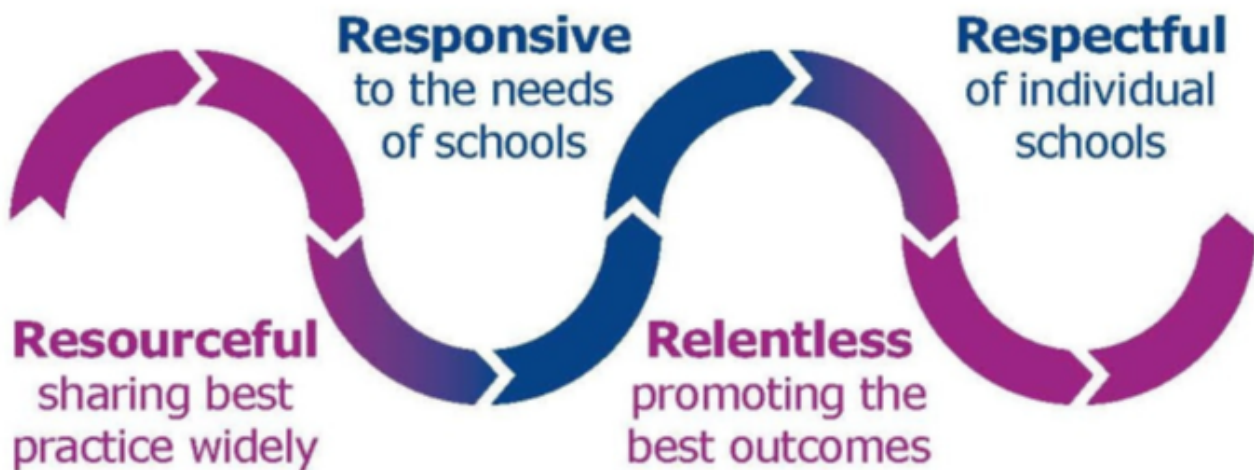 Resourceful
sharing best
practice widely
Responsive
to the needs
of schools
Relentless
promoting the
best outcomes
Respectful
of individual
schools